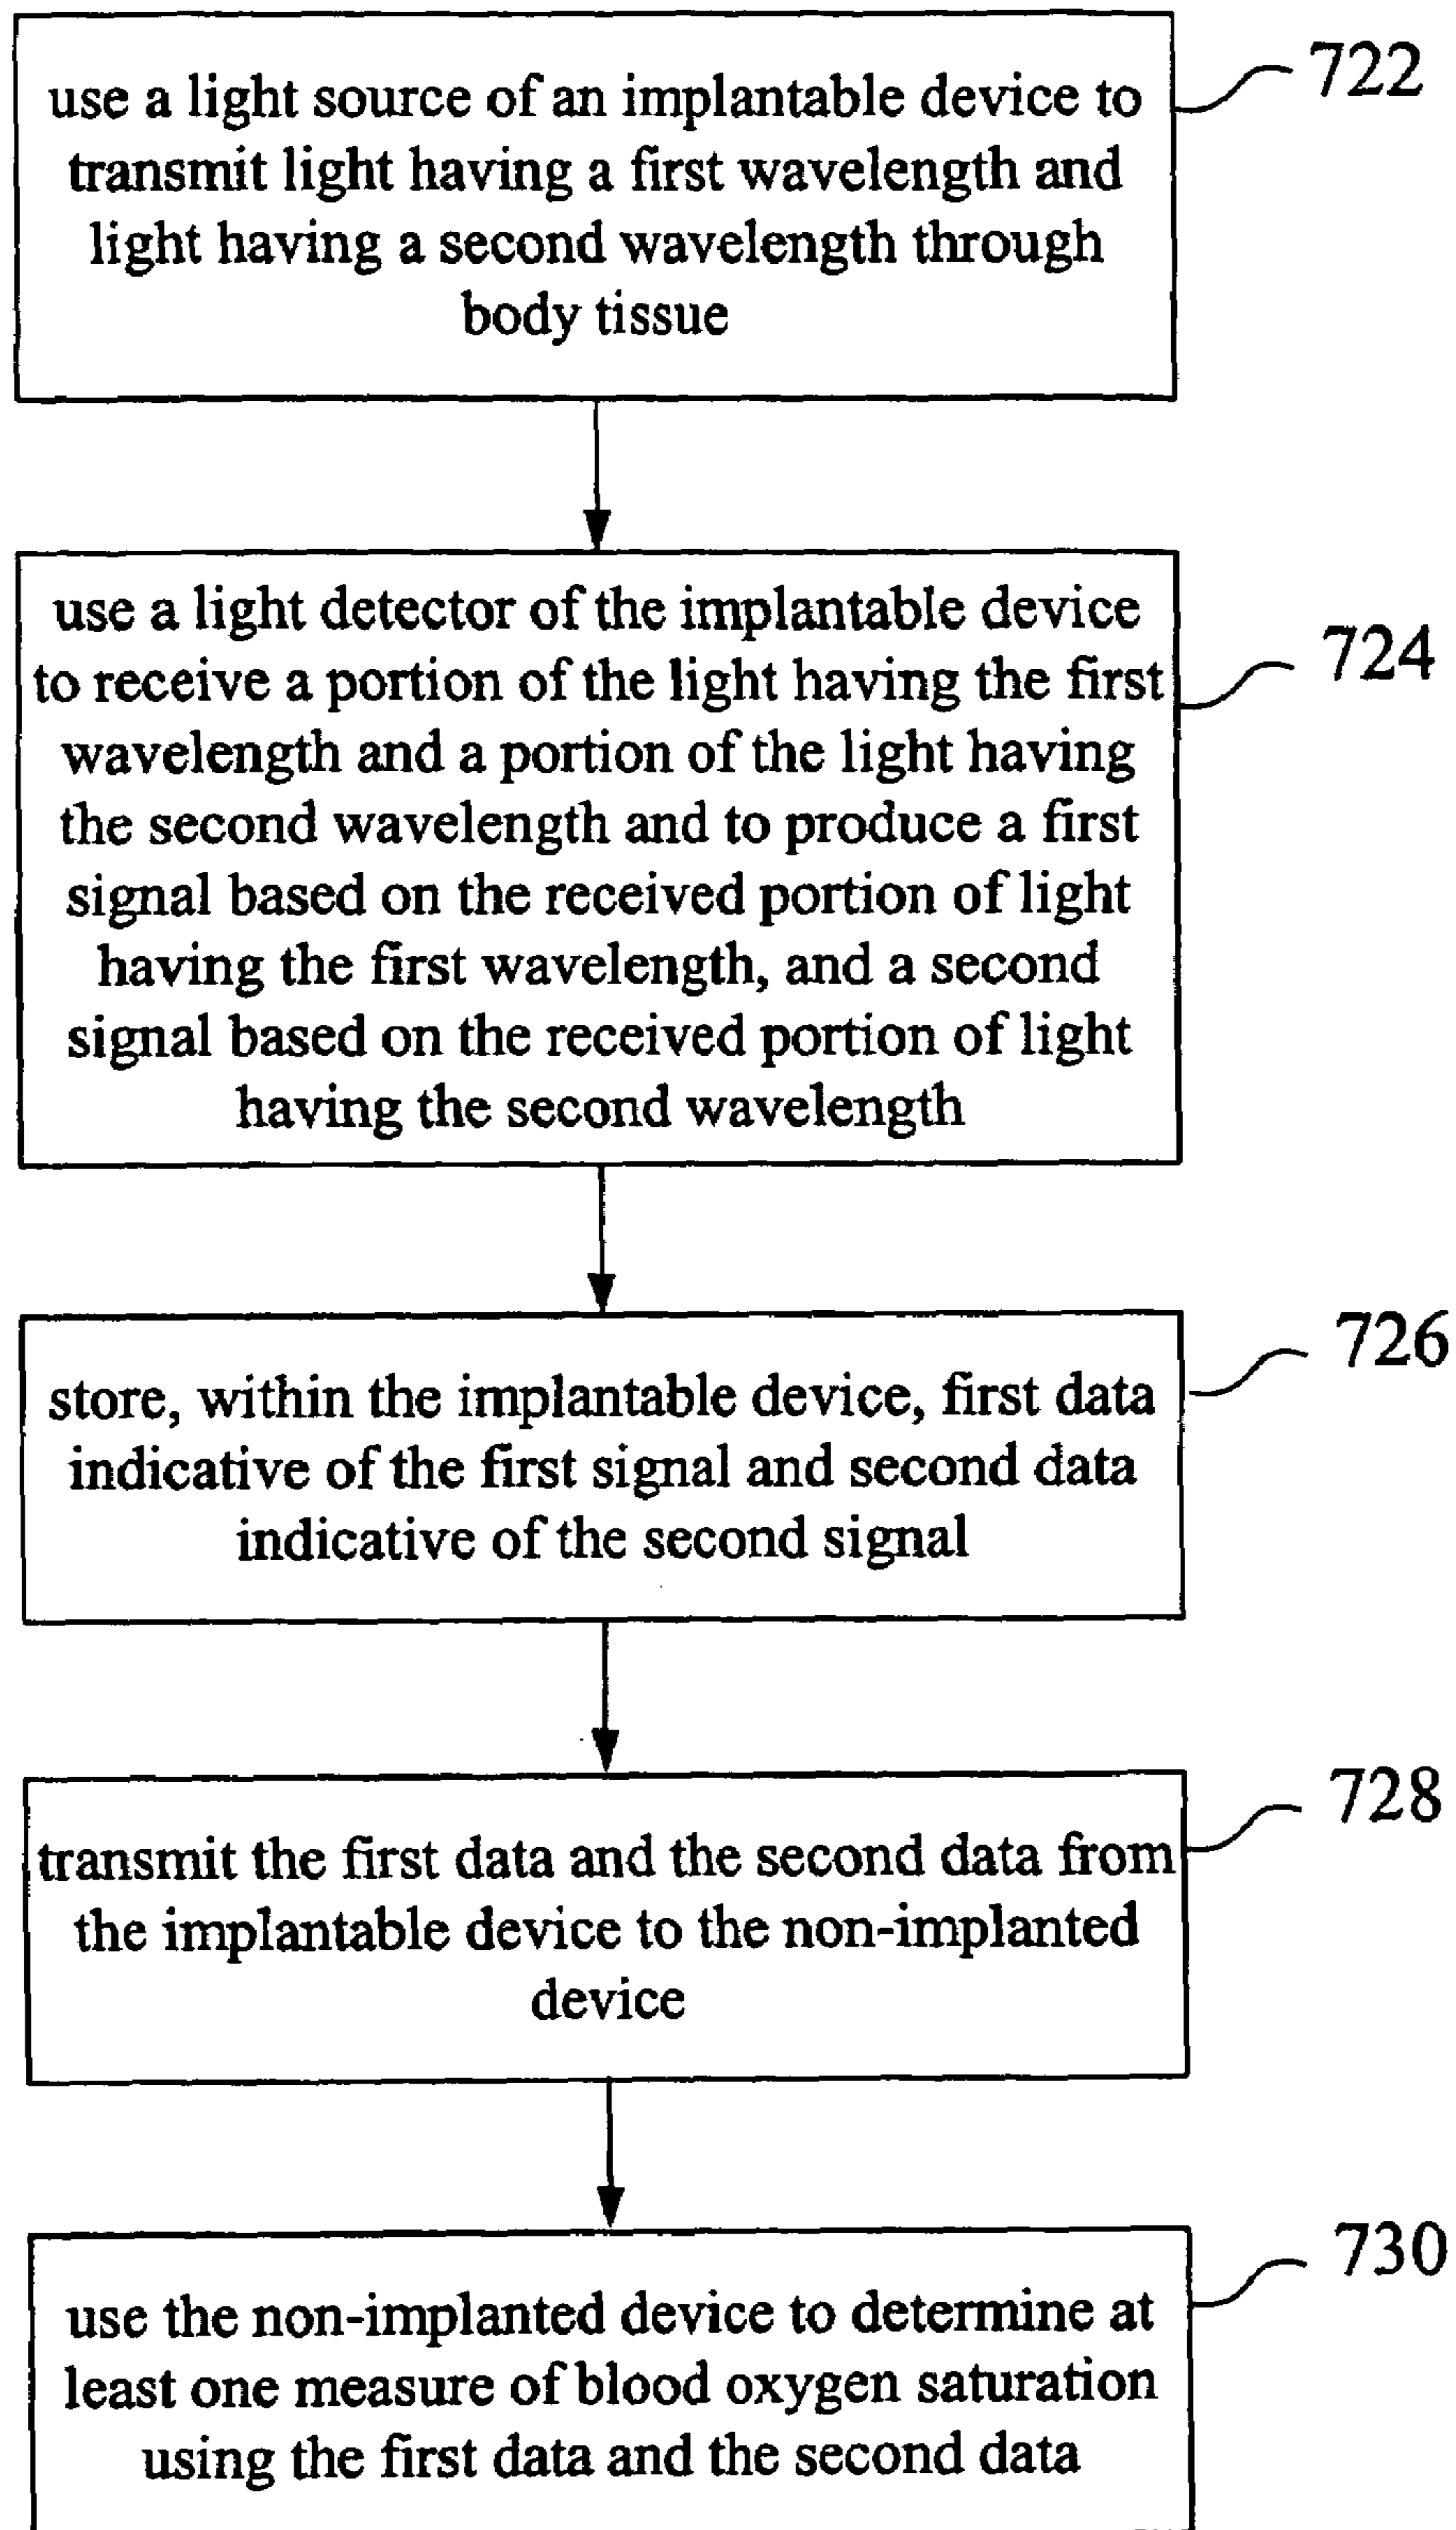 use a light source of an implantable device to
transmit light having a first wavelength and
light having a second wavelength through
body tissue
722
use a light detector of the implantable device
to receive a portion of the light having the first
wavelength and a portion of the light having
the second wavelength and to produce a first
signal based on the received portion of light
having the first wavelength, and a second
signal based on the received portion of light
having the second wavelength
724
store, within the implantable device, first data
indicative of the first signal and second data
indicative of the second signal
726
transmit the first data and the second data from
the implantable device to the non-implanted
device
728
use the non-implanted device to determine at
least one measure of blood oxygen saturation
using the first data and the second data
730